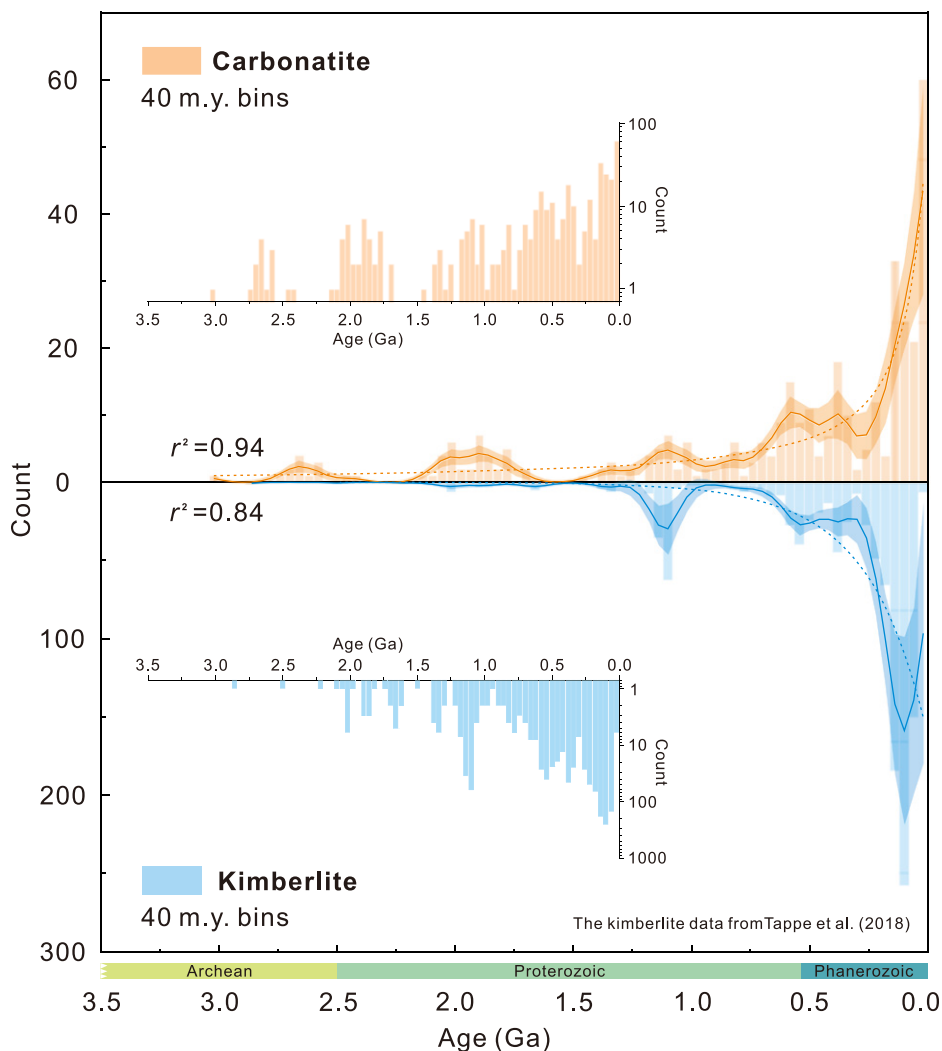 Carbonatite
40 m.y. bins
60
40
20
0
100
200
300
Count
100
10
1
Count
3.5 3.0 2.5 2.0 1.5 1.0 0.5 0.0
Age (Ga)
r²=0.94
r²=0.84
Age (Ga)
3.5 3.0 2.5 2.0 1.5 1.0 0.5 0.0
1
10
100
1000
Count
Kimberlite
40 m.y. bins
The kimberlite data fromTappe et al. (2018)
Archean Proterozoic Phanerozoic
3.5 3.0 2.5 2.0 1.5 1.0 0.5 0.0
Age (Ga)